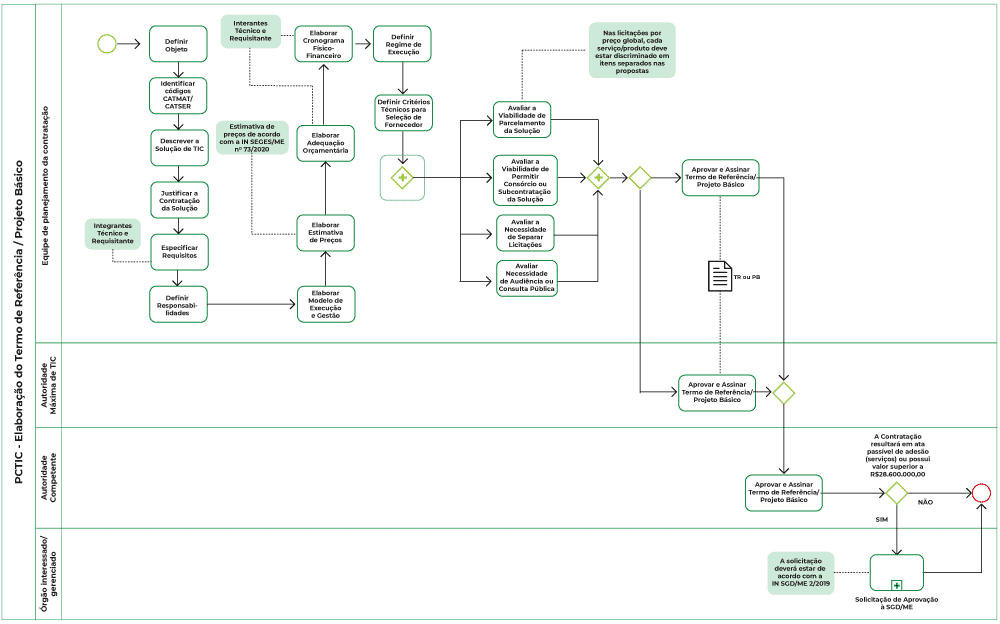 PCTIC - Elaboração do Termo de Referência / Projeto Básico
Equipe de planejamento da contratação
Definir
Objeto
Identificar
códigos
CATMAT/
CATSER
Descrever a
Solução de TIC
Justificar a
Contratação
da Solução
Integrantes
Técnico e
Requisitante
Especificar
Requisitos
Definir
Responsabi-
lidades
Elaborar
Modelo de
Execução
e Gestão
Elaborar
Estimativa
de Preços
Estimativa de
preços de acordo
com a IN SEGES/ME
nº 73/2020
Elaborar
Adequação
Orçamentária
Interantes
Técnico e
Requisitante
Elaborar
Cronograma
Físico-
Financeiro
Definir
Regime de
Execução
Definir Critérios
Técnicos para
Seleção de
Fornecedor
Nas licitações por
preço global, cada
serviço/produto deve
estar discriminado em
itens separados nas
propostas
Avaliar a
Viabilidade de
Parcelamento
da Solução
Avaliar a
Viabilidade de
Permitir
Consórcio ou
Subcontratação
da Solução
Avaliar a
Necessidade
de Separar
Licitações
Avaliar
Necessidade
de Audiência ou
Consulta Pública
Aprovar e Assinar
Termo de Referência/
Projeto Básico
TR ou PB
Autoridade
Máxima de TIC
Aprovar e Assinar
Termo de Referência/
Projeto Básico
Autoridade
Competente
Aprovar e Assinar
Termo de Referência/
Projeto Básico
A Contratação
resultará em ata
passível de adesão
(serviços) ou possui
valor superior a
R$28.600.000,00
NÃO
SIM
Órgão interessado/
gerenciado
A solicitação
deverá estar de
acordo com a
IN SGD/ME 2/2019
Solicitação de Aprovação
à SGD/ME